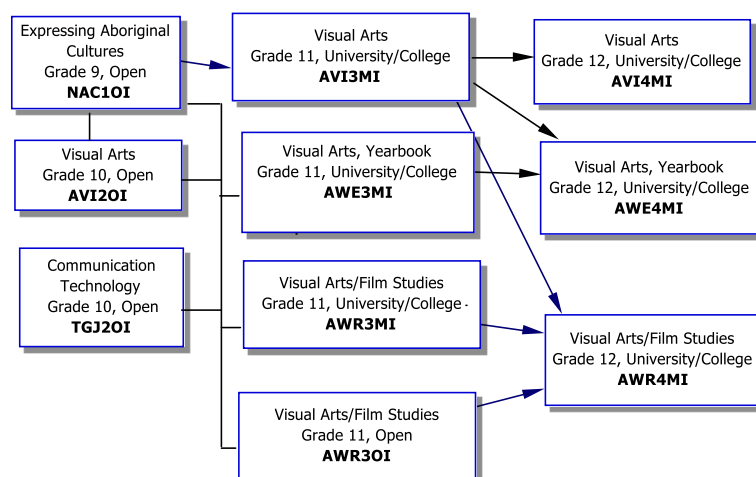 Expressing Aboriginal
Cultures
Grade 9, Open
NAC1OI
Visual Arts
Grade 10, Open
AVI2OI
Communication
Technology
Grade 10, Open
TGJ2OI
Visual Arts
Grade 11, University/College
AVI3MI
Visual Arts, Yearbook
Grade 11, University/College
AWE3MI
Visual Arts/Film Studies
Grade 11, University/College
AWR3MI
Visual Arts/Film Studies
Grade 11, Open
AWR3OI
Visual Arts
Grade 12, University/College
AVI4MI
Visual Arts, Yearbook
Grade 12, University/College
AWE4MI
Visual Arts/Film Studies
Grade 12, University/College
AWR4MI